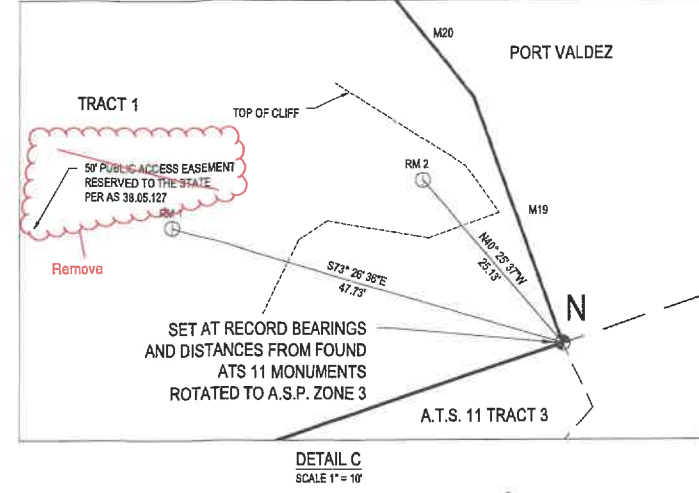 M20
PORT VALDEZ
TRACT 1
TOP OF CLIFF
50' PUBLIC ACCESS EASEMENT
RESERVED TO THE STATE
PER AS 38.05.127
RM 2
RM 1
M19
Remove
N40° 25'37"W
25.13'
S73° 26'36"E
47.73'
N
SET AT RECORD BEARINGS
AND DISTANCES FROM FOUND
ATS 11 MONUMENTS
ROTATED TO A.S.P. ZONE 3
A.T.S. 11 TRACT 3
DETAIL C
SCALE 1" = 10'